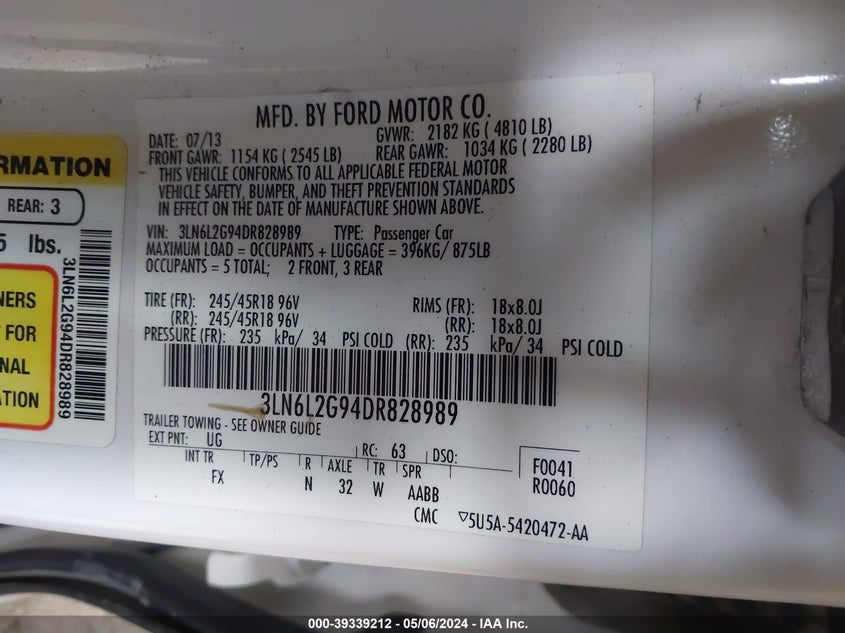 MFD. BY FORD MOTOR CO.
DATE: 07/13 GVWR: 2182 KG ( 4810 LB)
FRONT GAWR: 1154 KG ( 2545 LB) REAR GAWR: 1034 KG ( 2280 LB)
THIS VEHICLE CONFORMS TO ALL APPLICABLE FEDERAL MOTOR
VEHICLE SAFETY, BUMPER, AND THEFT PREVENTION STANDARDS
IN EFFECT ON THE DATE OF MANUFACTURE SHOWN ABOVE.
VIN: 3LN6L2G94DR828989 TYPE: Passenger Car
MAXIMUM LOAD = OCCUPANTS + LUGGAGE = 396KG/ 875LB
OCCUPANTS = 5 TOTAL; 2 FRONT, 3 REAR
TIRE (FR): 245/45R18 96V RIMS (FR): 18x8.0J
(RR): 245/45R18 96V (RR): 18x8.0J
PRESSURE (FR): 235 kPa/ 34 PSI COLD (RR): 235 kPa/ 34 PSI COLD
3LN6L2G94DR828989
TRAILER TOWING - SEE OWNER GUIDE
EXT PNT: UG RC: 63 DSO:
INT TR TP/PS R AXLE TR SPR
FX N 32 W AABB
F0041
R0060
CMC ▽5U5A-5420472-AA
RMATION
REAR: 3
5 lbs.
NERS
T FOR
NAL
ATION
3LN6L2G94DR828989
000-39339212 - 05/06/2024 - IAA Inc.